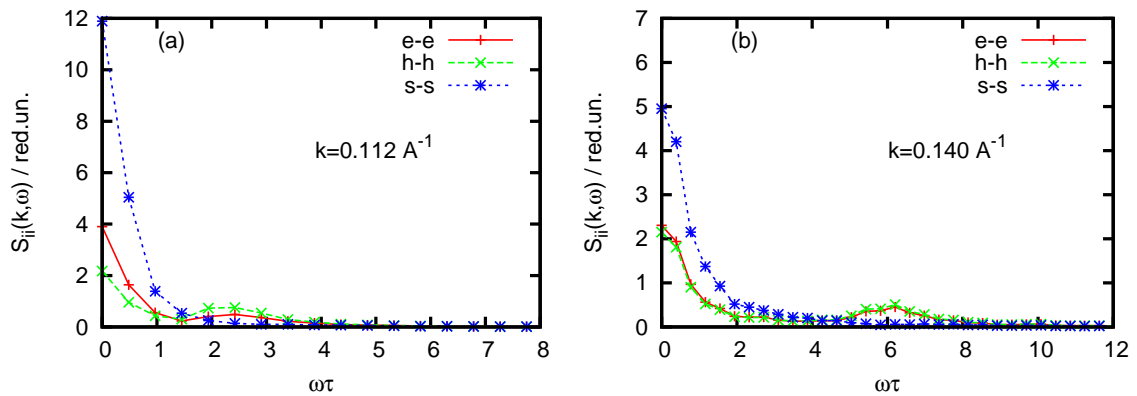 (a)
e-e
h-h
s-s
k=0.112 A⁻¹
S_ii(k,ω) / red.un.
12
10
8
6
4
2
0
0 1 2 3 4 5 6 7 8
ωτ
(b)
e-e
h-h
s-s
k=0.140 A⁻¹
S_ii(k,ω) / red.un.
7
6
5
4
3
2
1
0
0 2 4 6 8 10 12
ωτ